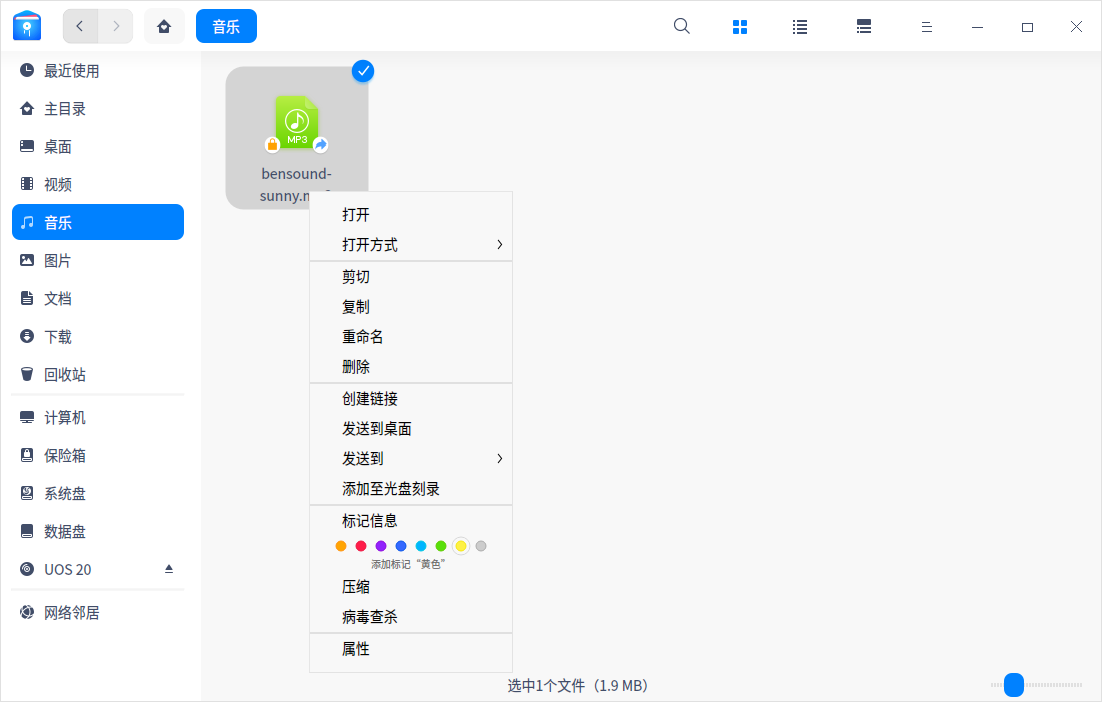 音乐
最近使用
主目录
桌面
视频
音乐
图片
文档
下载
回收站
计算机
保险箱
系统盘
数据盘
UOS 20
网络邻居
MP3
bensound-
sunny.m
打开
打开方式
剪切
复制
重命名
删除
创建链接
发送到桌面
发送到
添加至光盘刻录
标记信息
添加标记“黄色”
压缩
病毒查杀
属性
选中1个文件（1.9 MB）